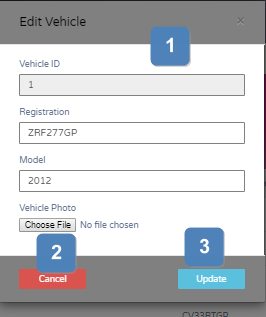 Edit Vehicle ×
1
Vehicle ID
1
Registration
ZRF277GP
Model
2012
Vehicle Photo
Choose File No file chosen
2 3
Cancel Update